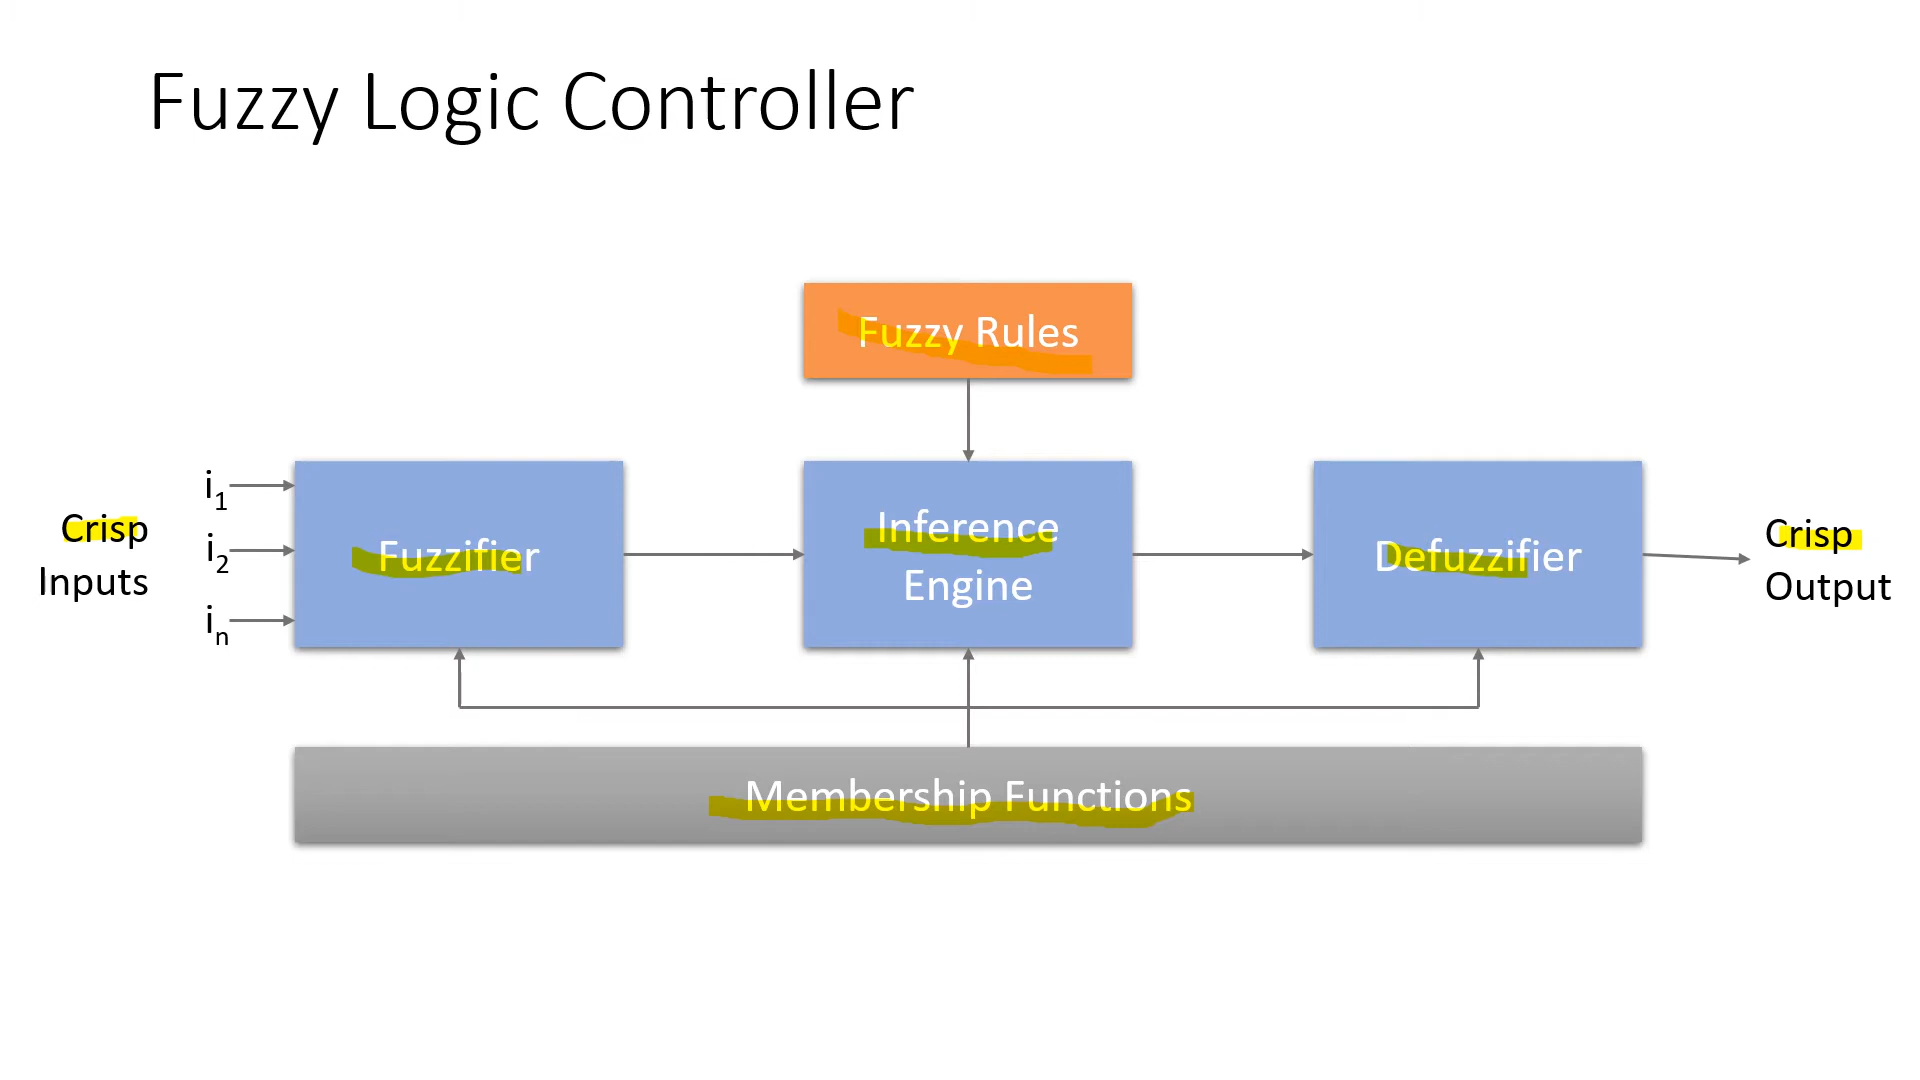 Fuzzy Logic Controller
Fuzzy Rules
Crisp
Inputs
i1
i2
in
Fuzzifier
Inference
Engine
Defuzzifier
Crisp
Output
Membership Functions